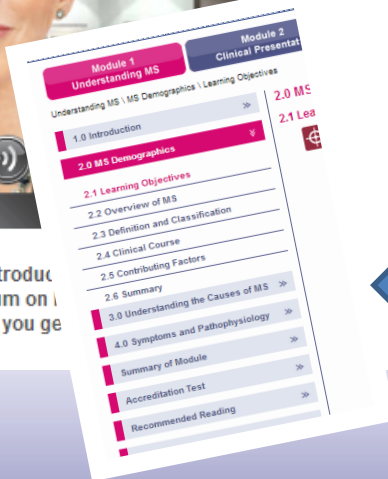 Module 1
Understanding MS
Module 2
Understanding MS \ MS Demographics \ Learning Objectives
1.0 Introduction
2.0 MS Demographics
2.1 Learning Objectives
2.2 Overview of MS
2.3 Definition and Classification
2.4 Clinical Course
2.5 Contributing Factors
2.6 Summary
3.0 Understanding the Causes of MS
4.0 Symptoms and Pathophysiology
Summary of Module
Accreditation Test
Recommended Reading
2.0 MS
2.1 Lea
Clinical Presentat
troduc
um on
you ge